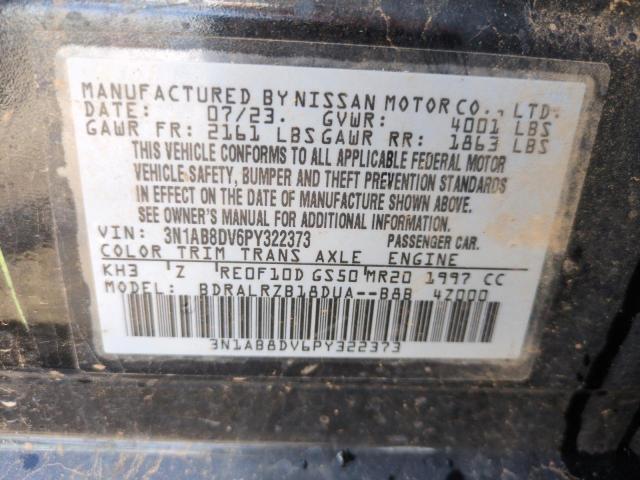 MANUFACTURED BY NISSAN MOTOR CO., LTD.
DATE: 07/23. GVWR: 4001 LBS
GAWR FR: 2161 LBS GAWR RR: 1863 LBS
THIS VEHICLE CONFORMS TO ALL APPLICABLE FEDERAL MOTOR
VEHICLE SAFETY, BUMPER AND THEFT PREVENTION STANDARDS
IN EFFECT ON THE DATE OF MANUFACTURE SHOWN ABOVE.
SEE OWNER'S MANUAL FOR ADDITIONAL INFORMATION.
VIN: 3N1AB8DV6PY322373 PASSENGER CAR.
COLOR TRIM TRANS AXLE ENGINE
KH3 Z RE0F10D GS50 MR20 1997 CC
MODEL: BDRALRZB18DUA--B8B 4Z000
3N1AB8DV6PY322373